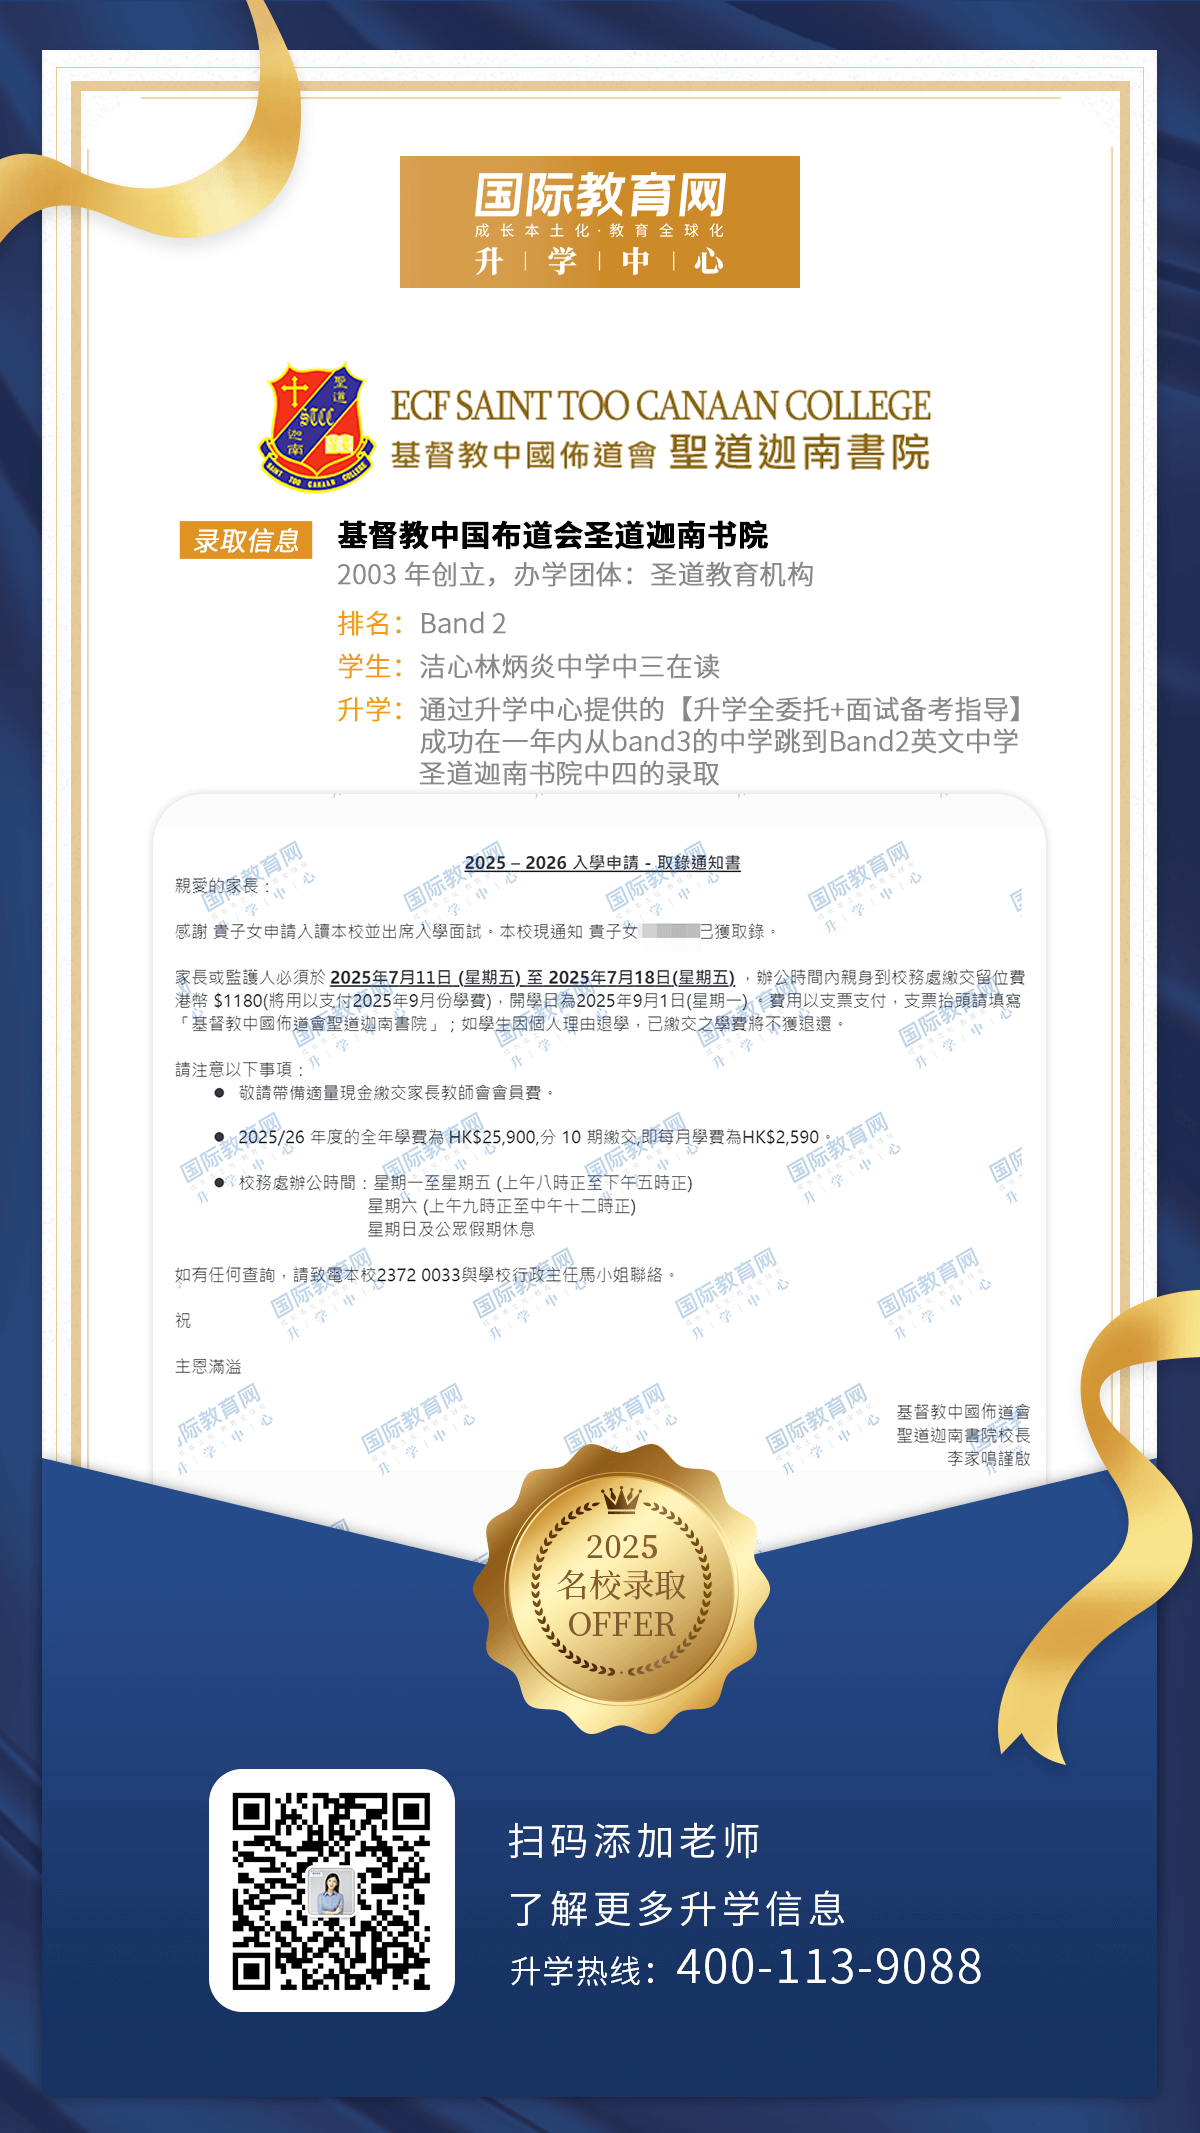 国际教育网
成长本土化·教育全球化
升|学|中|心
聖道
STCC
迦南
SAINT TOO CANAAN COLLEGE
ECF SAINT TOO CANAAN COLLEGE
基督教中國佈道會 聖道迦南書院
录取信息
基督教中国布道会圣道迦南书院
2003 年创立，办学团体：圣道教育机构
排名：Band 2
学生：洁心林炳炎中学中三在读
升学：通过升学中心提供的【升学全委托+面试备考指导】
成功在一年内从band3的中学跳到Band2英文中学
圣道迦南书院中四的录取
2025 – 2026 入學申請 - 取錄通知書
親愛的家長：
感謝 貴子女申請入讀本校並出席入學面試。本校現通知 貴子女 已獲取錄。
家長或監護人必須於 2025年7月11日 (星期五) 至 2025年7月18日(星期五) ，辦公時間內親身到校務處繳交留位費
港幣 $1180(將用以支付2025年9月份學費)，開學日為2025年9月1日(星期一) 。費用以支票支付，支票抬頭請填寫
「基督教中國佈道會聖道迦南書院」；如學生因個人理由退學，已繳交之學費將不獲退還。
請注意以下事項：
● 敬請帶備適量現金繳交家長教師會會員費。
● 2025/26 年度的全年學費為 HK$25,900,分 10 期繳交,即每月學費為HK$2,590。
● 校務處辦公時間：星期一至星期五 (上午八時正至下午五時正)
星期六 (上午九時正至中午十二時正)
星期日及公眾假期休息
如有任何查詢，請致電本校2372 0033與學校行政主任馬小姐聯絡。
祝
主恩滿溢
基督教中國佈道會
聖道迦南書院校長
李家鳴謹啟
2025
名校录取
OFFER
扫码添加老师
了解更多升学信息
升学热线：400-113-9088